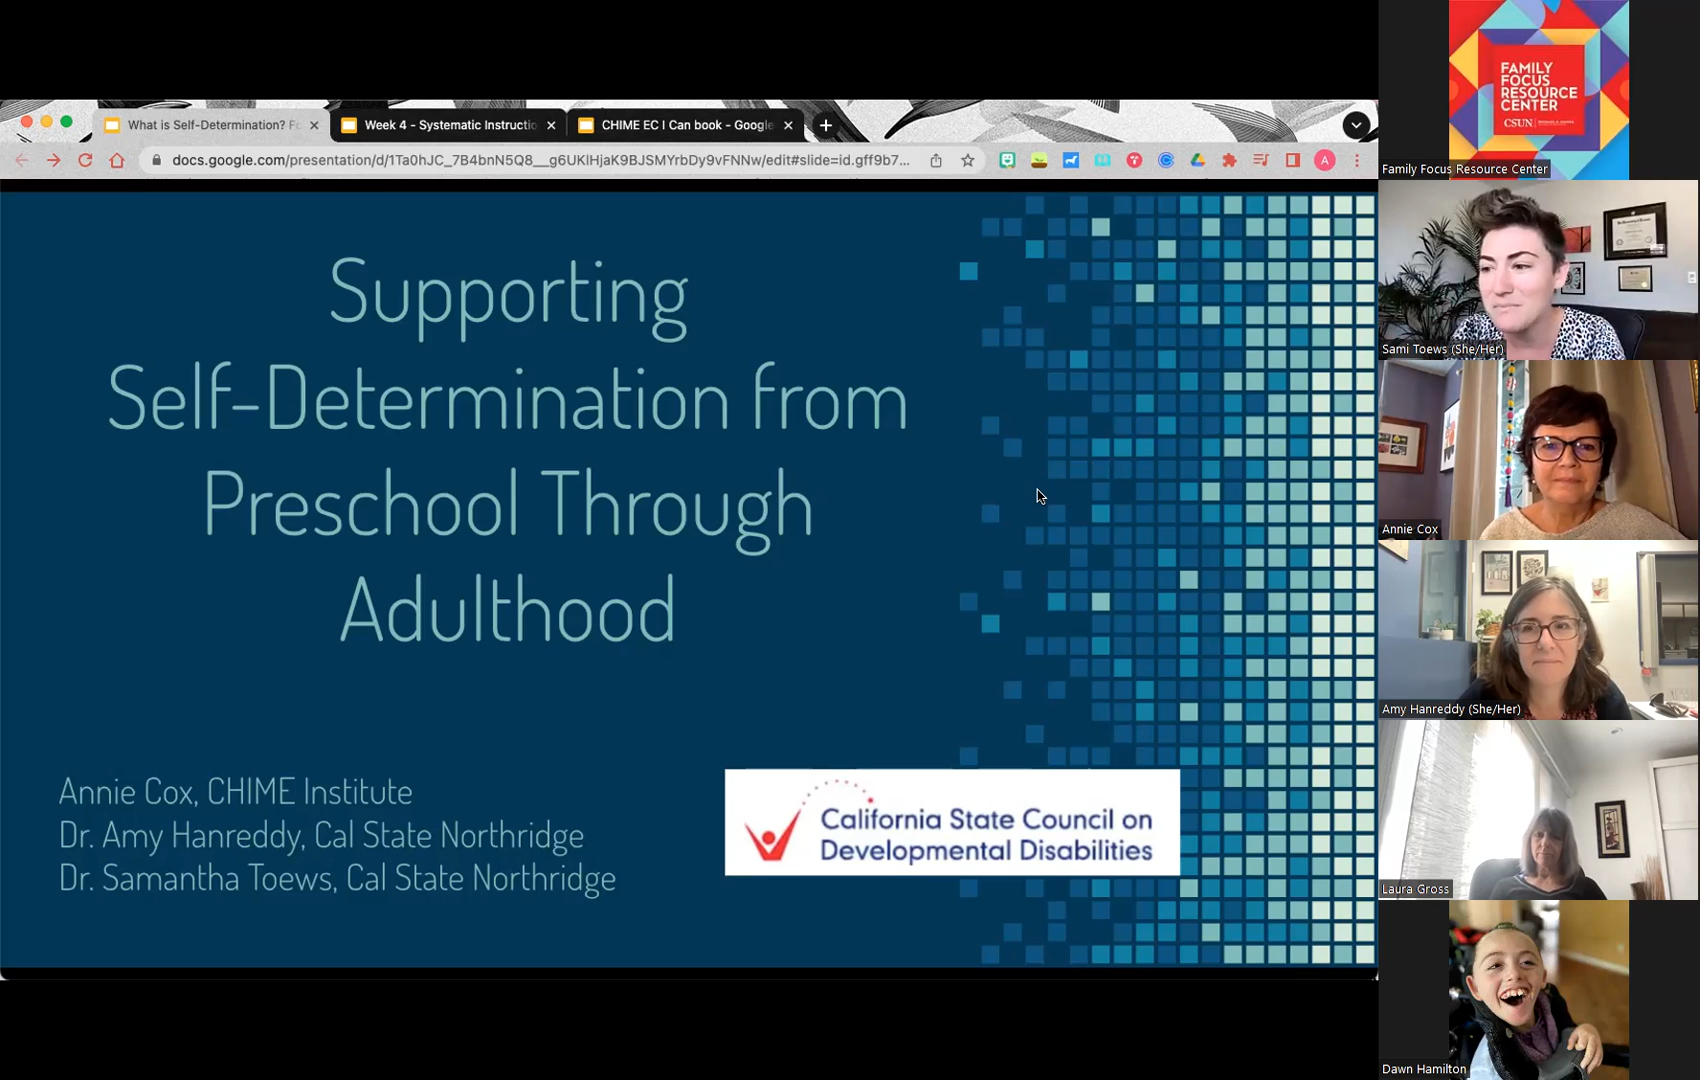 What is Self-Determination? Fo
Week 4 - Systematic Instructio
CHIME EC I Can book - Google
docs.google.com/presentation/d/1Ta0hJC_7B4bnN5Q8__g6UKlHjaK9BJSMYrbDy9vFNNw/edit#slide=id.gff9b7...
A
Supporting
Self-Determination from
Preschool Through
Adulthood
Annie Cox, CHIME Institute
Dr. Amy Hanreddy, Cal State Northridge
Dr. Samantha Toews, Cal State Northridge
California State Council on
Developmental Disabilities
FAMILY
FOCUS
RESOURCE
CENTER
CSUN
Family Focus Resource Center
Sami Toews (She/Her)
Annie Cox
Amy Hanreddy (She/Her)
Laura Gross
Dawn Hamilton